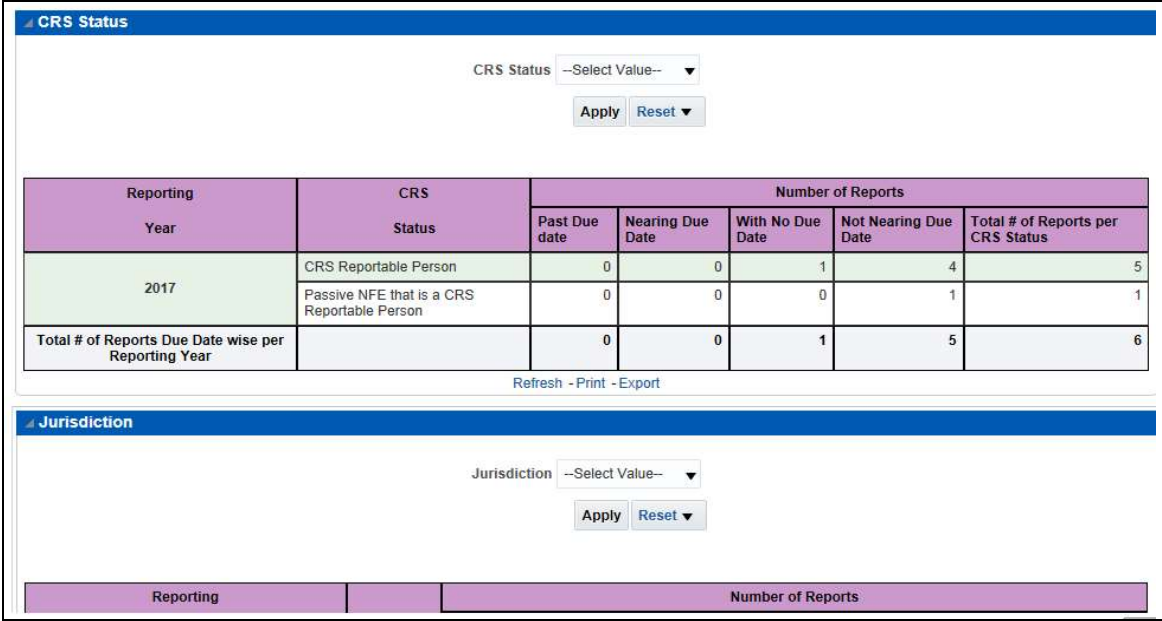 CRS Status
CRS Status --Select Value--
Apply Reset
Reporting Year
CRS Status
Number of Reports
Past Due date
Nearing Due Date
With No Due Date
Not Nearing Due Date
Total # of Reports per CRS Status
2017
CRS Reportable Person 0 0 1 4 5
Passive NFE that is a CRS Reportable Person 0 0 0 1 1
Total # of Reports Due Date wise per Reporting Year 0 0 1 5 6
Refresh - Print - Export
Jurisdiction
Jurisdiction --Select Value--
Apply Reset
Reporting Number of Reports